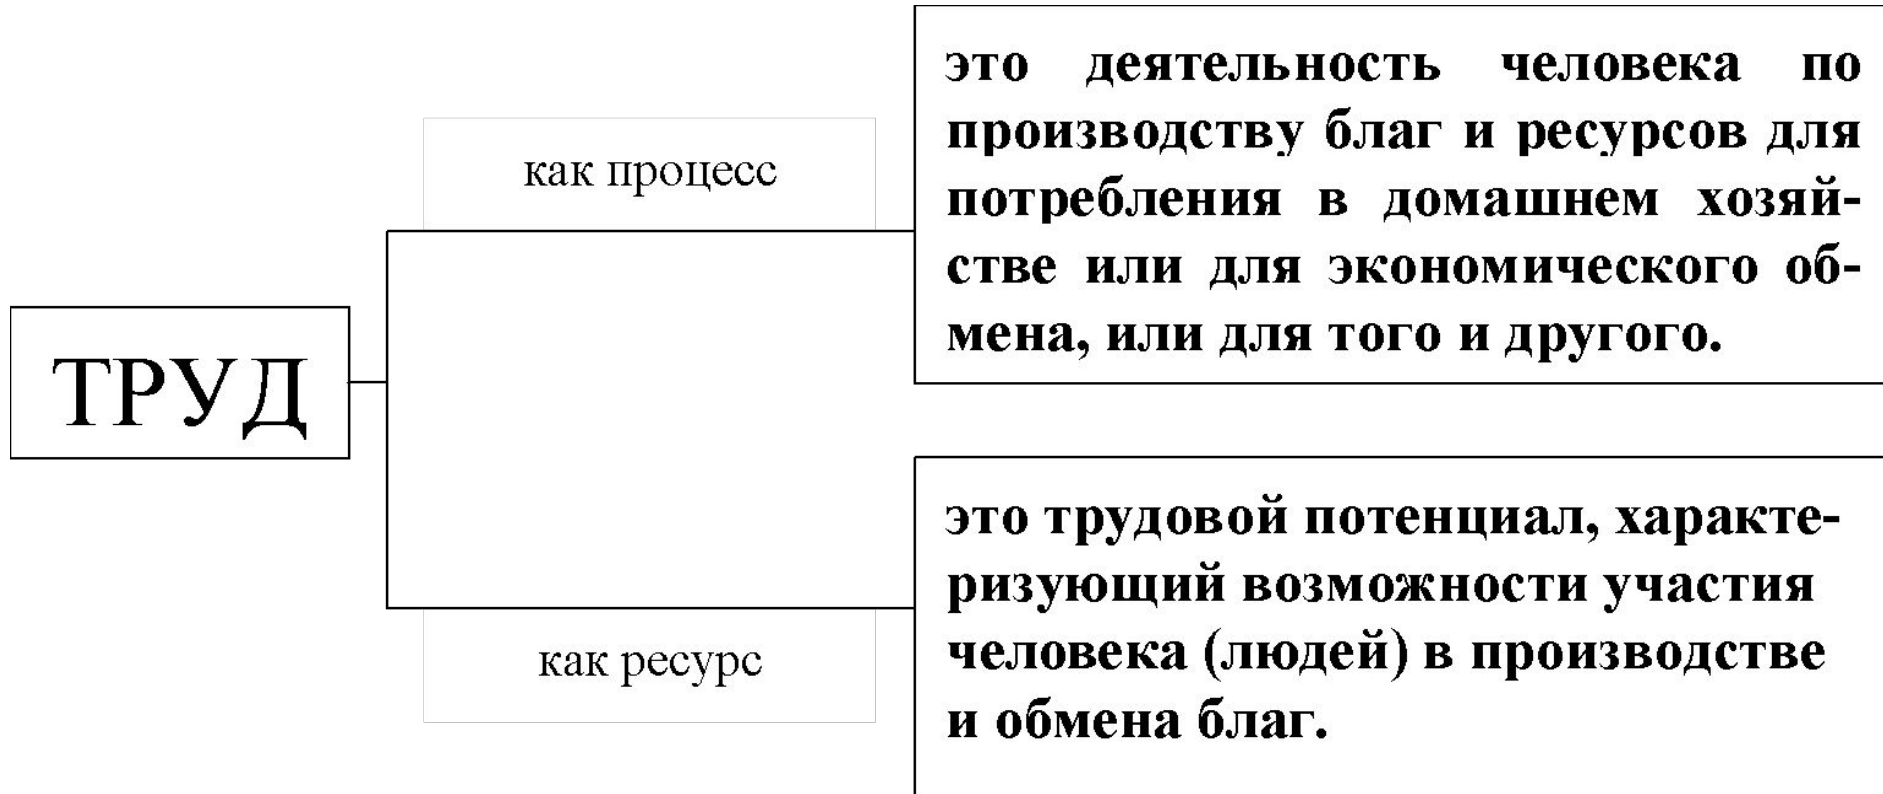 ТРУД
как процесс
это деятельность человека по
производству благ и ресурсов для
потребления в домашнем хозяй-
стве или для экономического об-
мена, или для того и другого.
как ресурс
это трудовой потенциал, характе-
ризующий возможности участия
человека (людей) в производстве
и обмена благ.